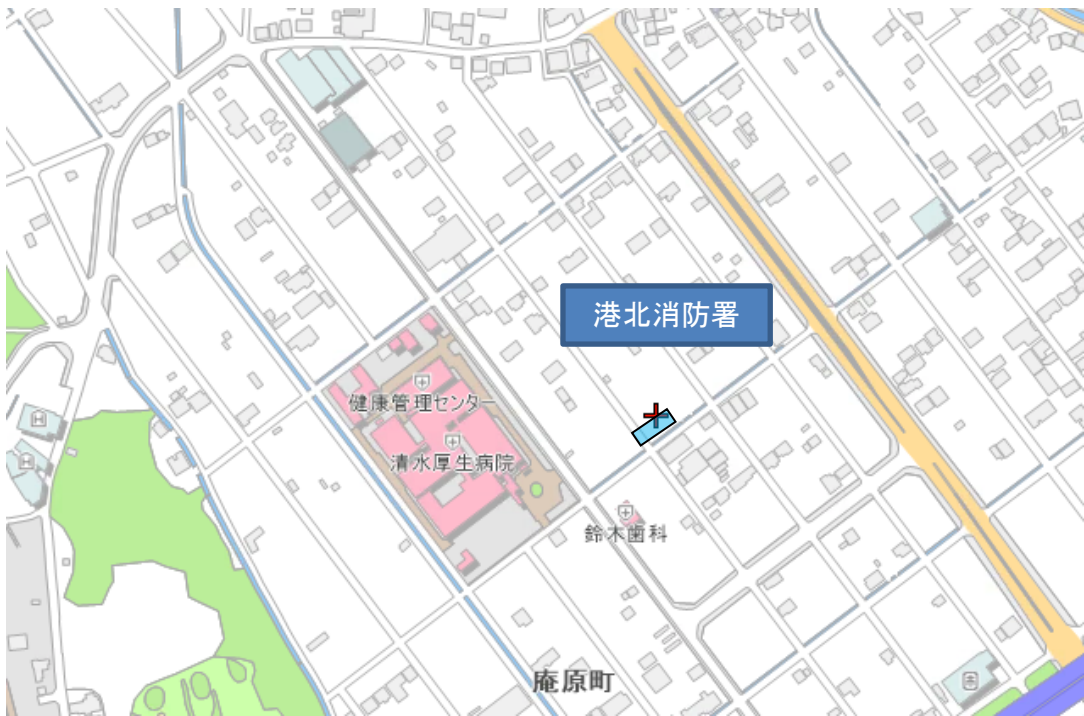 港北消防署
健康管理センター
清水厚生病院
鈴木歯科
庵原町